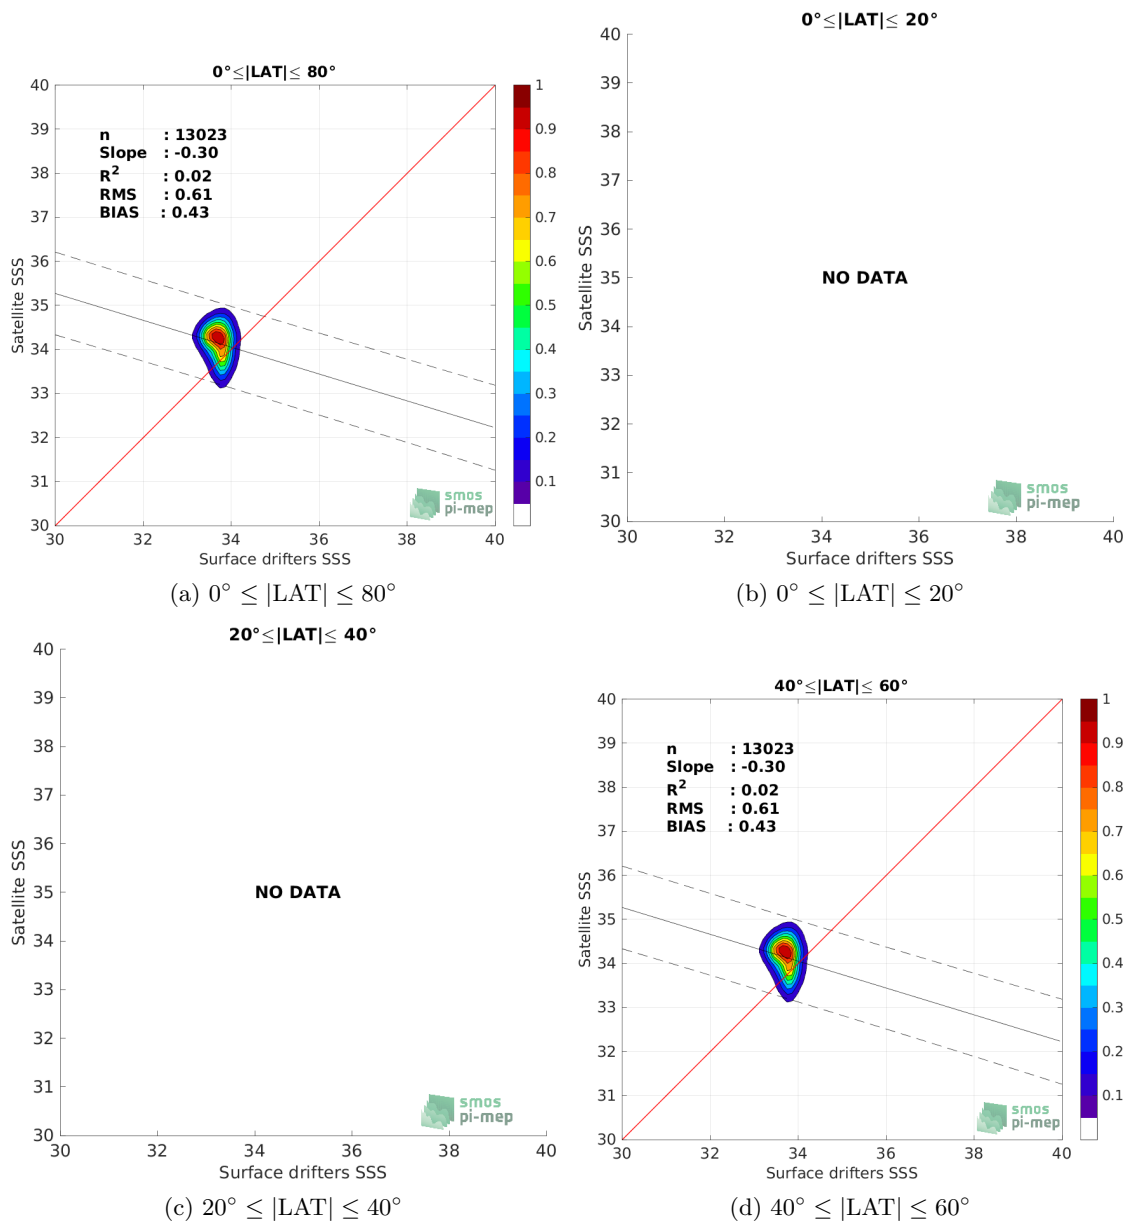 0°≤|LAT|≤ 80°
40
39
38
37
36
35
34
33
32
31
30
Satellite SSS
n : 13023
Slope : -0.30
R² : 0.02
RMS : 0.61
BIAS : 0.43
smos
pi-mep
30 32 34 36 38 40
Surface drifters SSS
1
0.9
0.8
0.7
0.6
0.5
0.4
0.3
0.2
0.1
(a) 0° ≤ |LAT| ≤ 80°
0°≤|LAT|≤ 20°
40
39
38
37
36
35
34
33
32
31
30
Satellite SSS
NO DATA
smos
pi-mep
30 32 34 36 38 40
Surface drifters SSS
(b) 0° ≤ |LAT| ≤ 20°
20°≤|LAT|≤ 40°
40
39
38
37
36
35
34
33
32
31
30
Satellite SSS
NO DATA
smos
pi-mep
30 32 34 36 38 40
Surface drifters SSS
(c) 20° ≤ |LAT| ≤ 40°
40°≤|LAT|≤ 60°
40
39
38
37
36
35
34
33
32
31
30
Satellite SSS
n : 13023
Slope : -0.30
R² : 0.02
RMS : 0.61
BIAS : 0.43
smos
pi-mep
30 32 34 36 38 40
Surface drifters SSS
1
0.9
0.8
0.7
0.6
0.5
0.4
0.3
0.2
0.1
(d) 40° ≤ |LAT| ≤ 60°